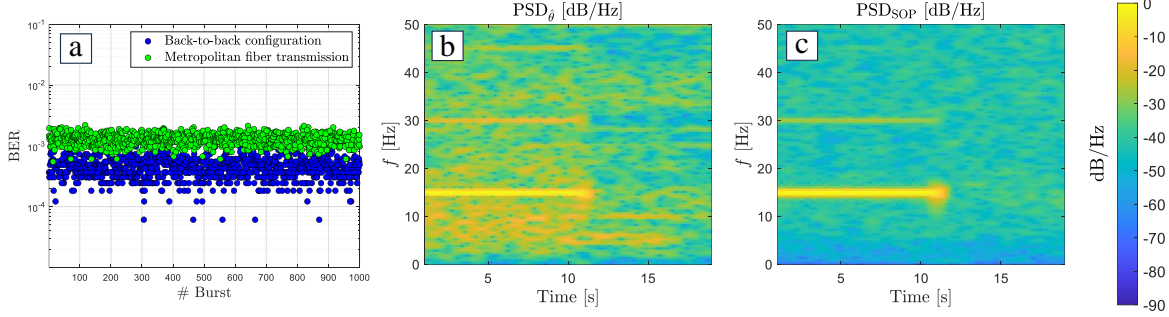 a
Back-to-back configuration
Metropolitan fiber transmission
BER
10^-1
10^-2
10^-3
10^-4
100 200 300 400 500 600 700 800 900 1000
# Burst
PSD_θ̂ [dB/Hz]
b
f [Hz]
50
40
30
20
10
0
5 10 15
Time [s]
PSD_SOP [dB/Hz]
c
f [Hz]
50
40
30
20
10
0
5 10 15
Time [s]
dB/Hz
0
-10
-20
-30
-40
-50
-60
-70
-80
-90